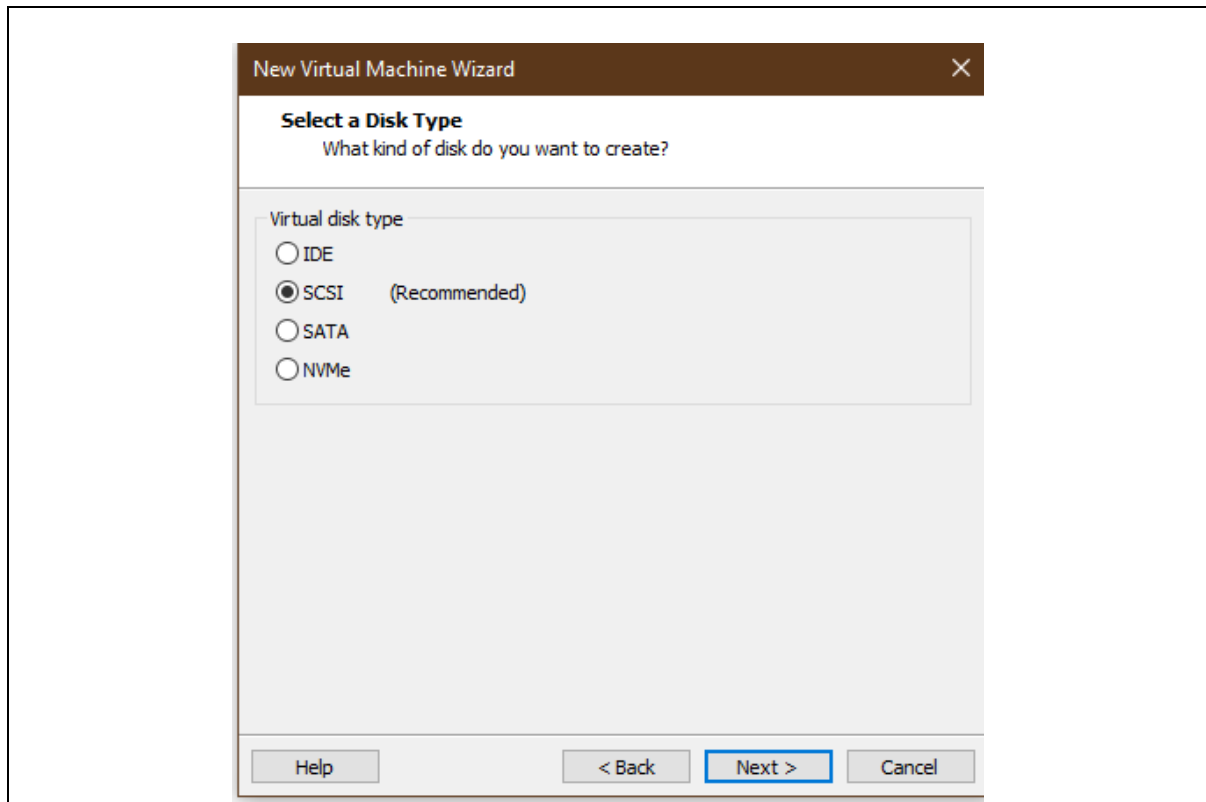 New Virtual Machine Wizard
Select a Disk Type
What kind of disk do you want to create?
Virtual disk type
IDE
SCSI (Recommended)
SATA
NVMe
Help < Back Next > Cancel